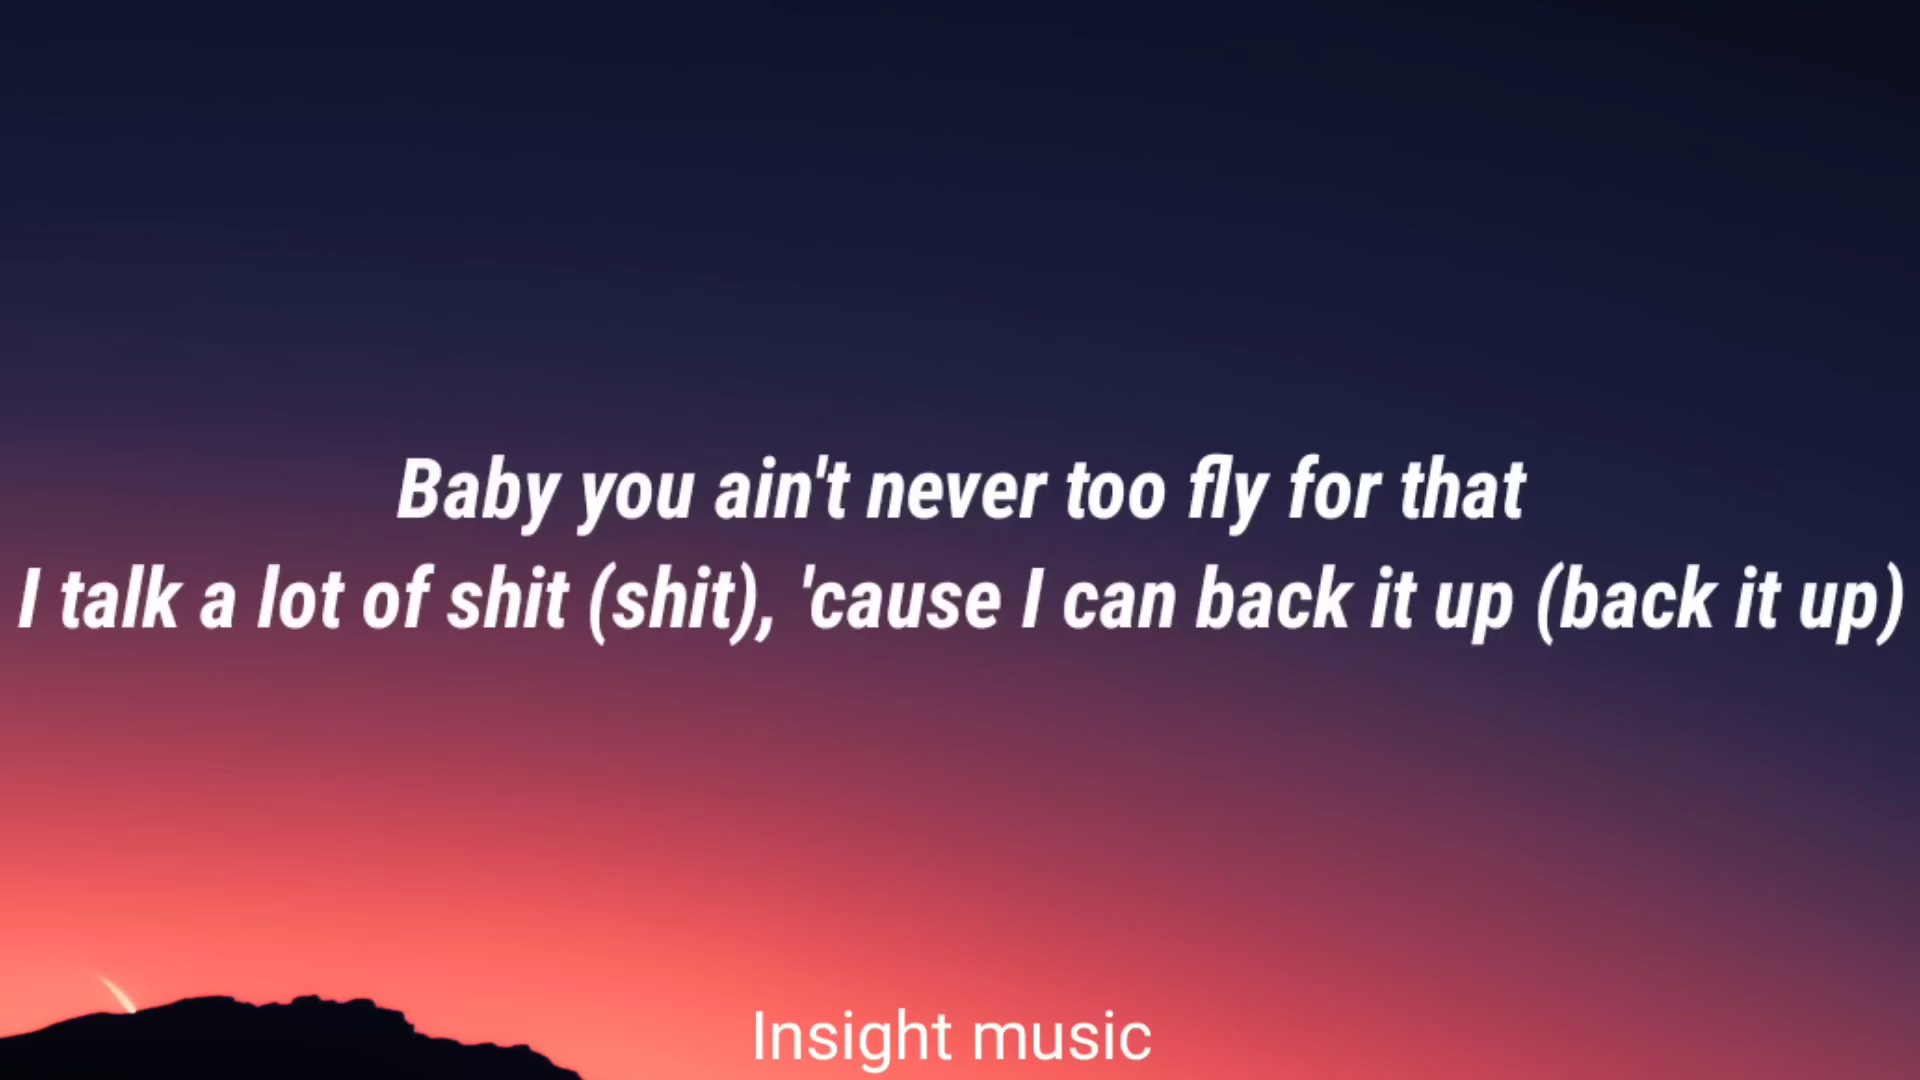 Baby you ain't never too fly for that
I talk a lot of shit (shit), 'cause I can back it up (back it up)
Insight music